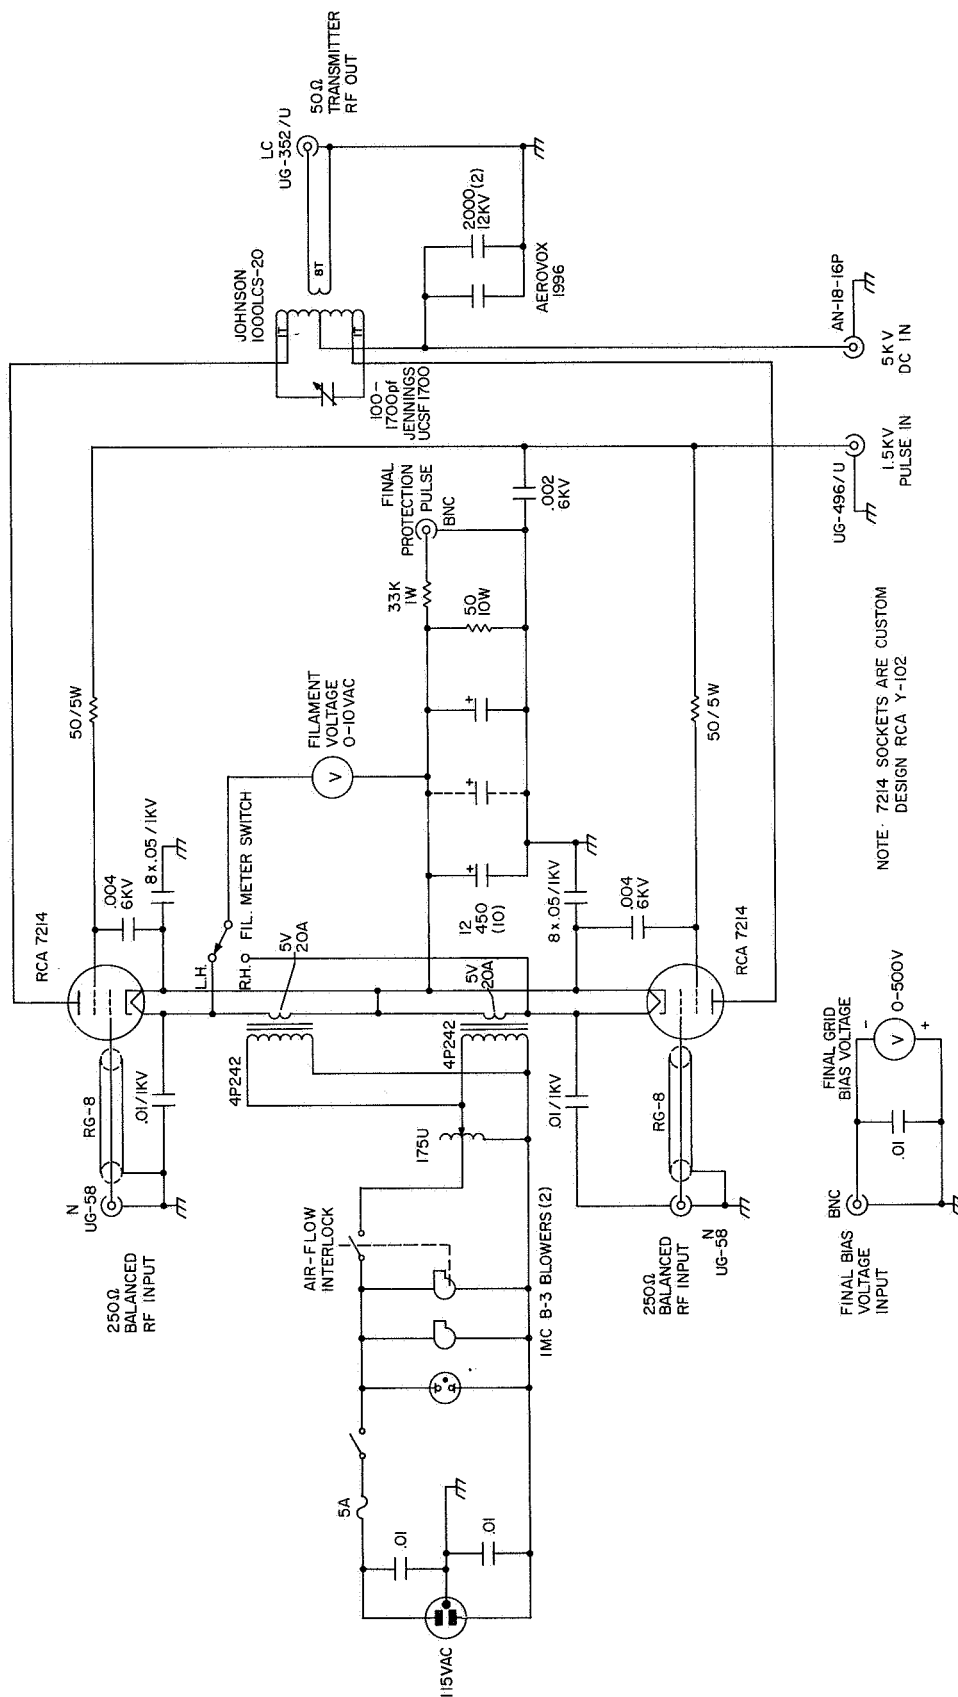 LC
UG-352/U
50Ω
TRANSMITTER
RF OUT
JOHNSON
1000LCS-20
1T
8T
1T
100-
1700pf
JENNINGS
UCSF1700
2000(2)
12KV
AEROVOX
1996
AN-18-16P
5KV
DC IN
UG-496/U
1.5KV
PULSE IN
FINAL
PROTECTION
PULSE
BNC
.002
6KV
33K
1W
50
10W
50/5W
50/5W
FILAMENT
VOLTAGE
0-10VAC
V
+
+
+
12
450
(10)
FIL. METER SWITCH
L.H.
R.H.
5V
20A
5V
20A
RCA 7214
.004
6KV
8x.05/1KV
8x.05/1KV
.004
6KV
RCA 7214
NOTE: 7214 SOCKETS ARE CUSTOM
DESIGN RCA Y-102
4P242
4P242
RG-8
.01/1KV
.01/1KV
RG-8
175U
N
UG-58
250Ω
BALANCED
RF INPUT
AIR-FLOW
INTERLOCK
IMC B-3 BLOWERS (2)
250Ω
BALANCED
RF INPUT
N
UG-58
FINAL GRID
BIAS VOLTAGE
-
V
+
0-500V
.01
BNC
FINAL BIAS
VOLTAGE
INPUT
5A
.01
.01
115VAC